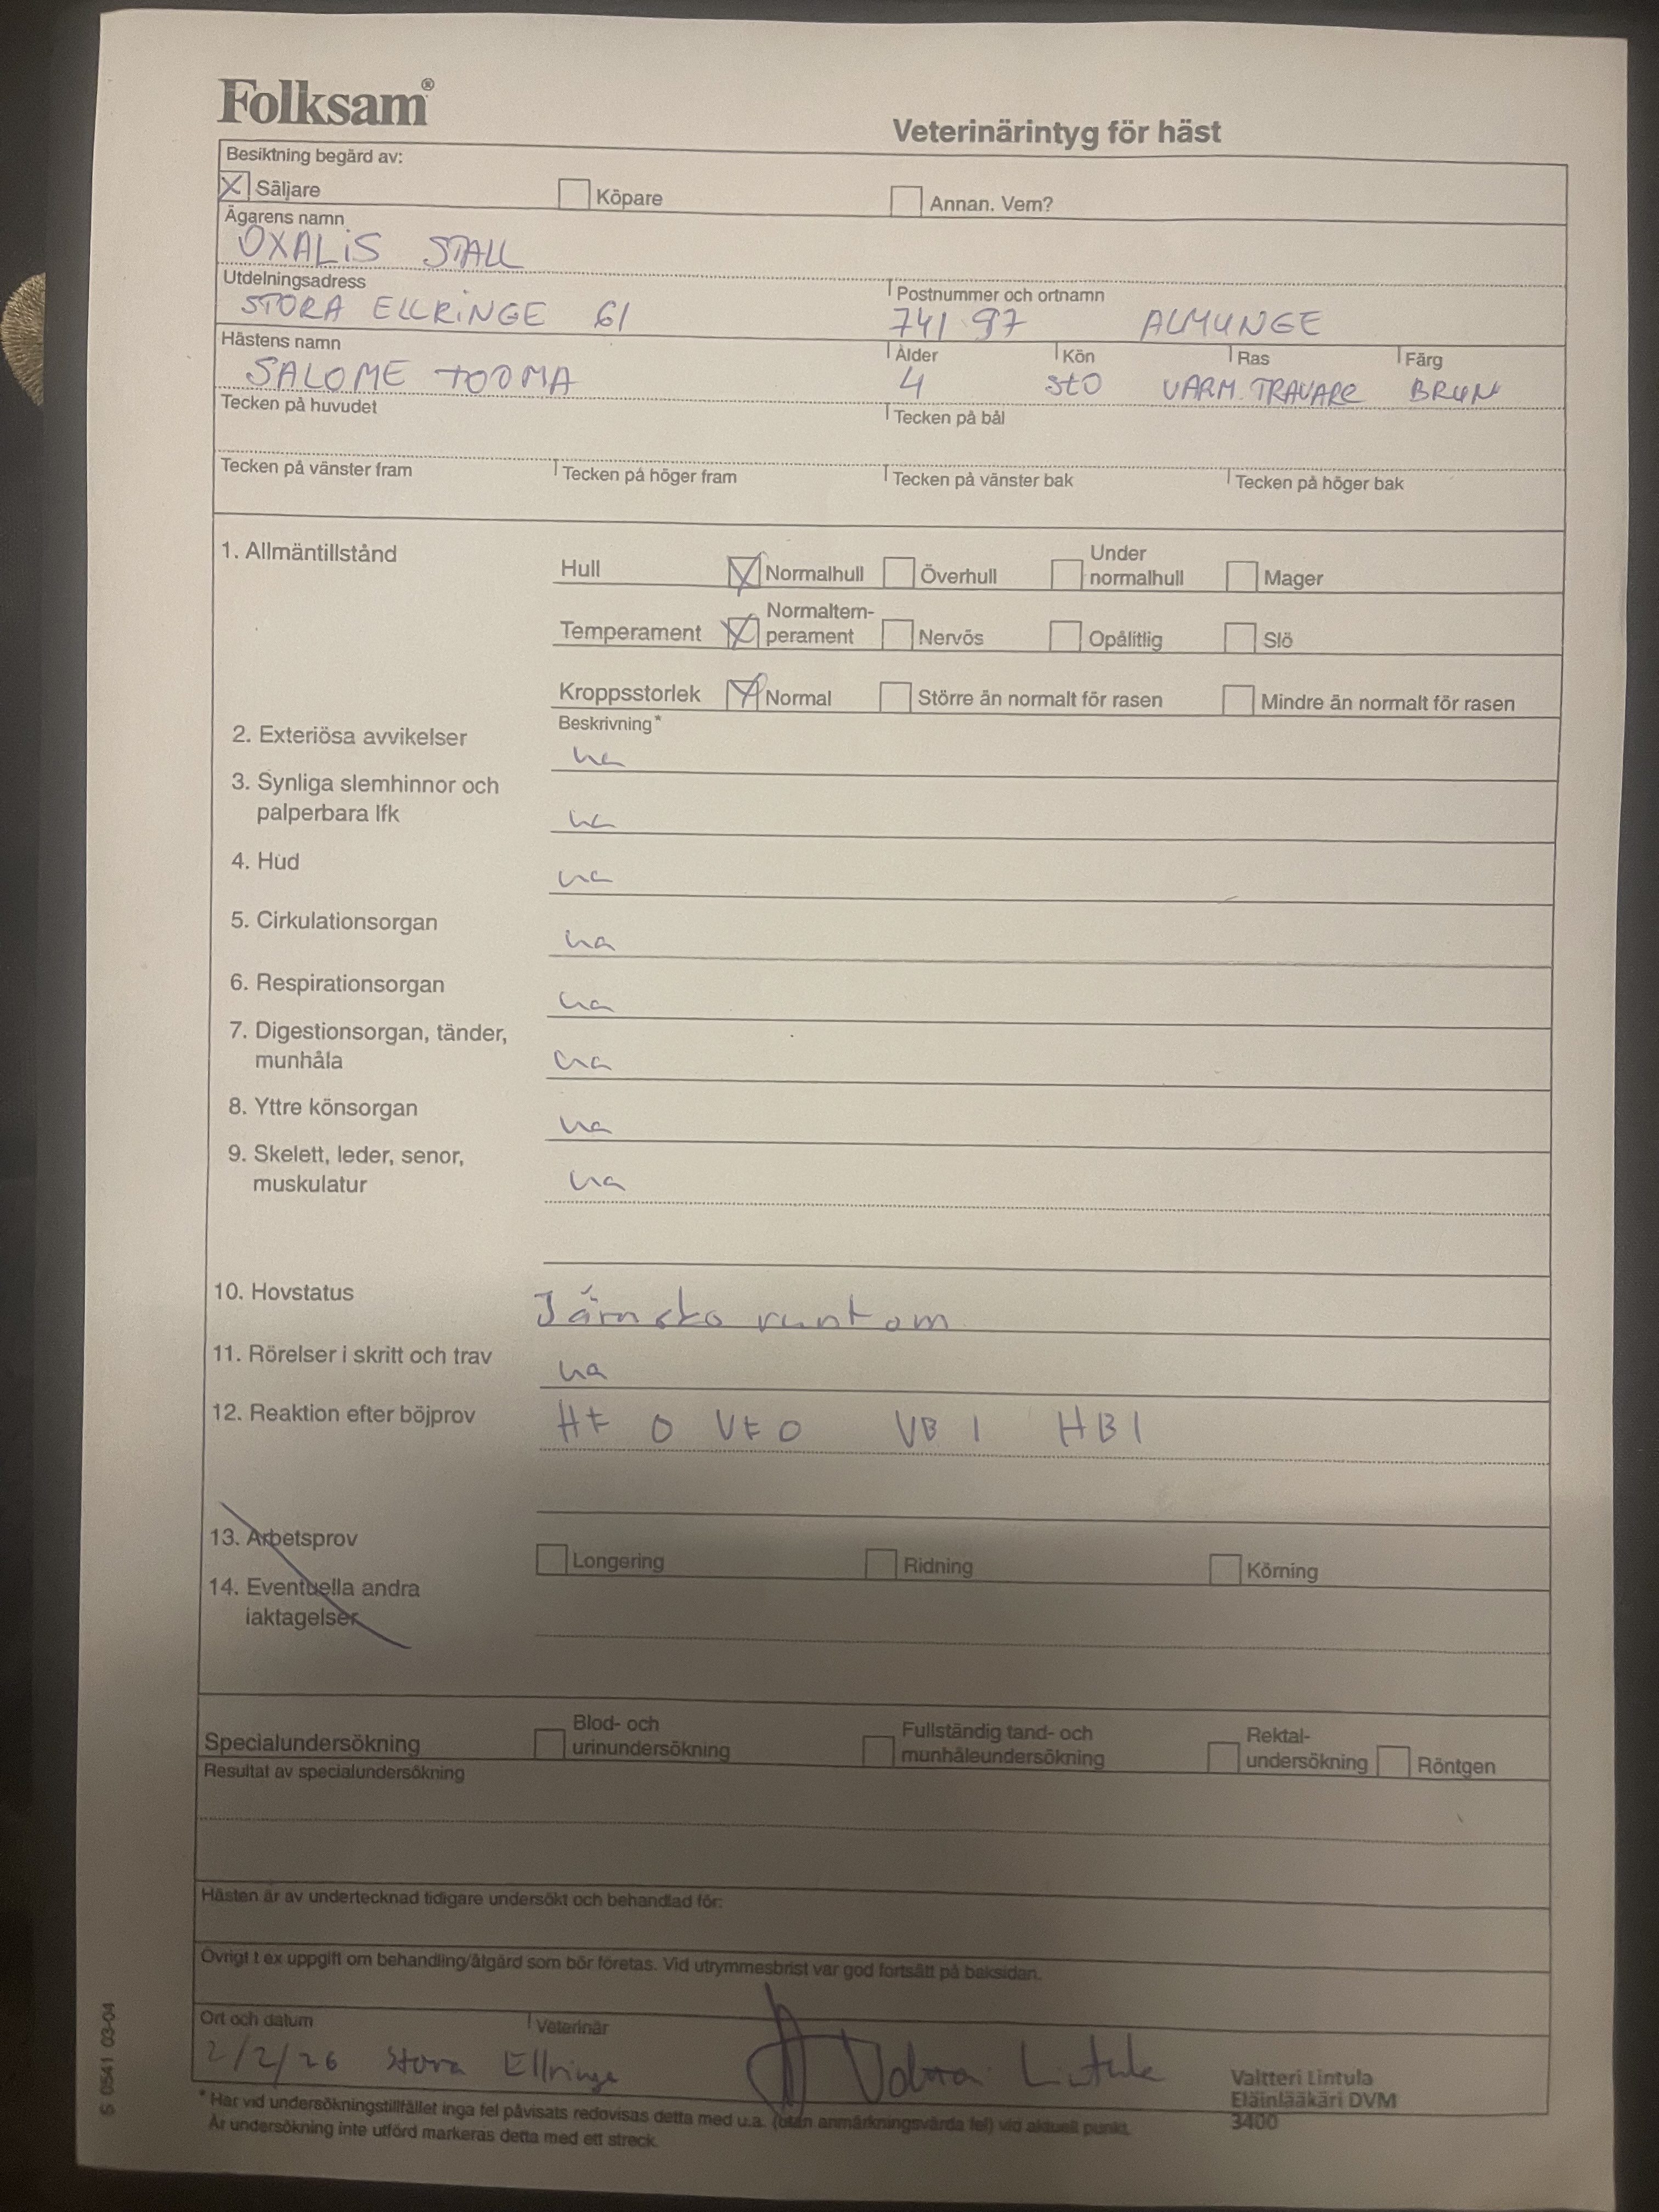 Folksam®
Veterinärintyg för häst
Besiktning begärd av:
X Säljare Köpare Annan. Vem?
Ägarens namn
OXALIS STALL
Utdelningsadress Postnummer och ortnamn
STORA ELLRINGE 61 741 97 ALMUNGE
Hästens namn Ålder Kön Ras Färg
SALOME TOOMA 4 Sto VARM. TRAVARE BRUN
Tecken på huvudet Tecken på bål
Tecken på vänster fram Tecken på höger fram Tecken på vänster bak Tecken på höger bak
1. Allmäntillstånd
Hull X Normalhull Överhull Under normalhull Mager
Temperament X Normaltem-
perament Nervös Opålitlig Slö
Kroppsstorlek X Normal Större än normalt för rasen Mindre än normalt för rasen
Beskrivning*
2. Exteriösa avvikelser ua
3. Synliga slemhinnor och
palperbara lfk ua
4. Hud ua
5. Cirkulationsorgan ua
6. Respirationsorgan ua
7. Digestionsorgan, tänder,
munhåla ua
8. Yttre könsorgan ua
9. Skelett, leder, senor,
muskulatur ua
10. Hovstatus Järnsko runt om
11. Rörelser i skritt och trav ua
12. Reaktion efter böjprov HF 0 VF 0 VB 1 HB 1
13. Arbetsprov Longering Ridning Körning
14. Eventuella andra
iaktagelser
Specialundersökning Blod- och
urinundersökning Fullständig tand- och
munhåleundersökning Rektal-
undersökning Röntgen
Resultat av specialundersökning
Hästen är av undertecknad tidigare undersökt och behandlad för:
Övrigt t ex uppgift om behandling/åtgärd som bör företas. Vid utrymmesbrist var god fortsätt på baksidan.
Ort och datum Veterinär
2/2/26 Stora Ellringe Lintula
Valtteri Lintula
Eläinlääkäri DVM
3400
* Har vid undersökningstillfället inga fel påvisats redovisas detta med u.a. (utan anmärkningsvärda fel) vid aktuell punkt.
Är undersökning inte utförd markeras detta med ett streck.
S 0541 03-04